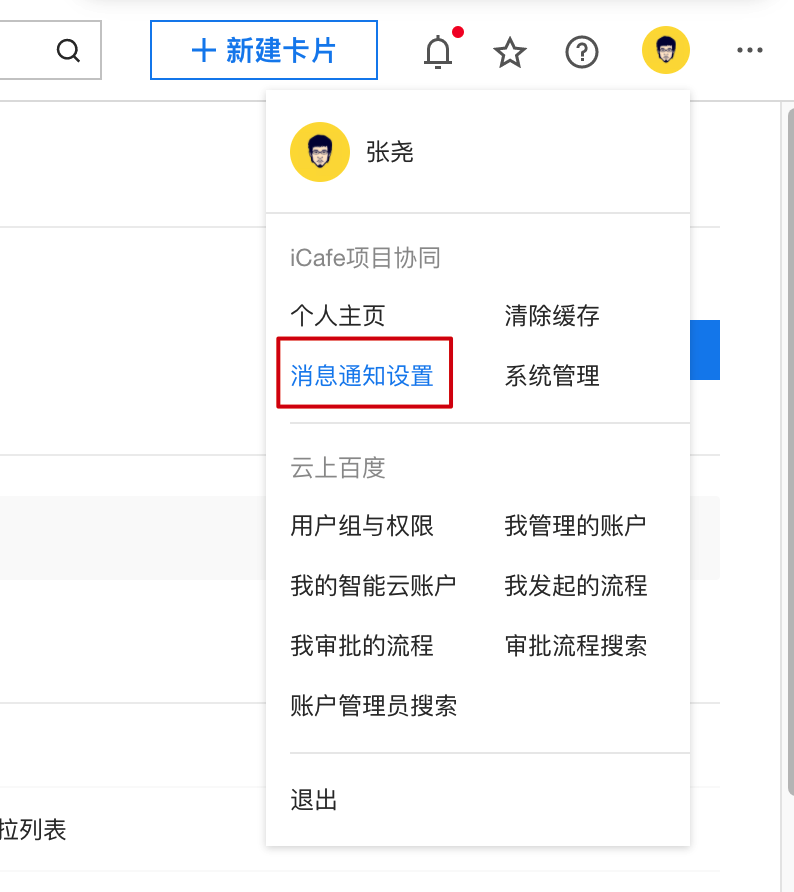 新建卡片
张尧
iCafe项目协同
个人主页 清除缓存
消息通知设置 系统管理
云上百度
用户组与权限 我管理的账户
我的智能云账户 我发起的流程
我审批的流程 审批流程搜索
账户管理员搜索
退出
拉列表